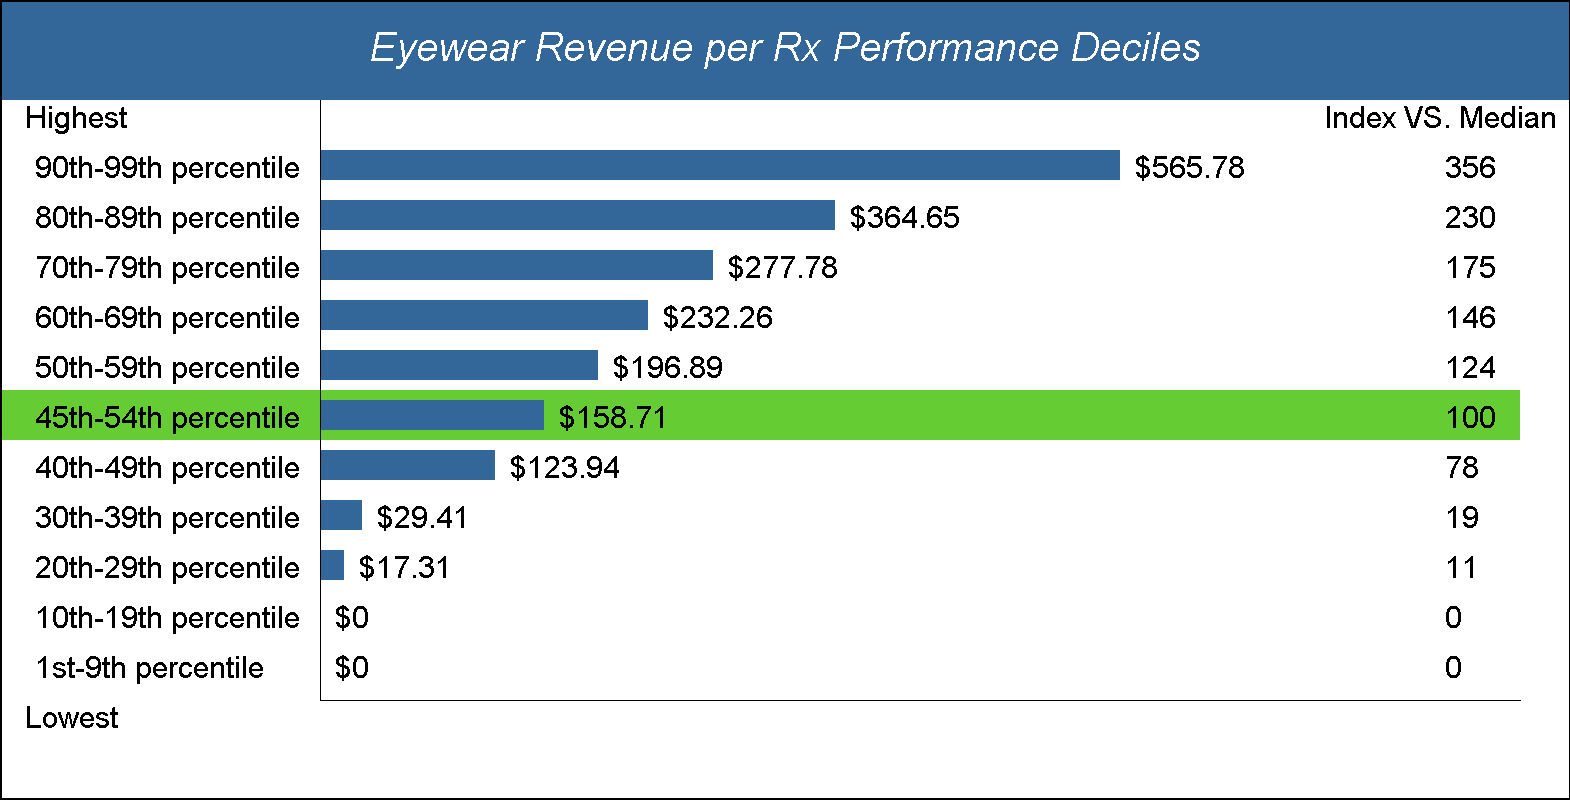 Eyewear Revenue per Rx Performance Deciles
Highest Index VS. Median
90th-99th percentile $565.78 356
80th-89th percentile $364.65 230
70th-79th percentile $277.78 175
60th-69th percentile $232.26 146
50th-59th percentile $196.89 124
45th-54th percentile $158.71 100
40th-49th percentile $123.94 78
30th-39th percentile $29.41 19
20th-29th percentile $17.31 11
10th-19th percentile $0 0
1st-9th percentile $0 0
Lowest